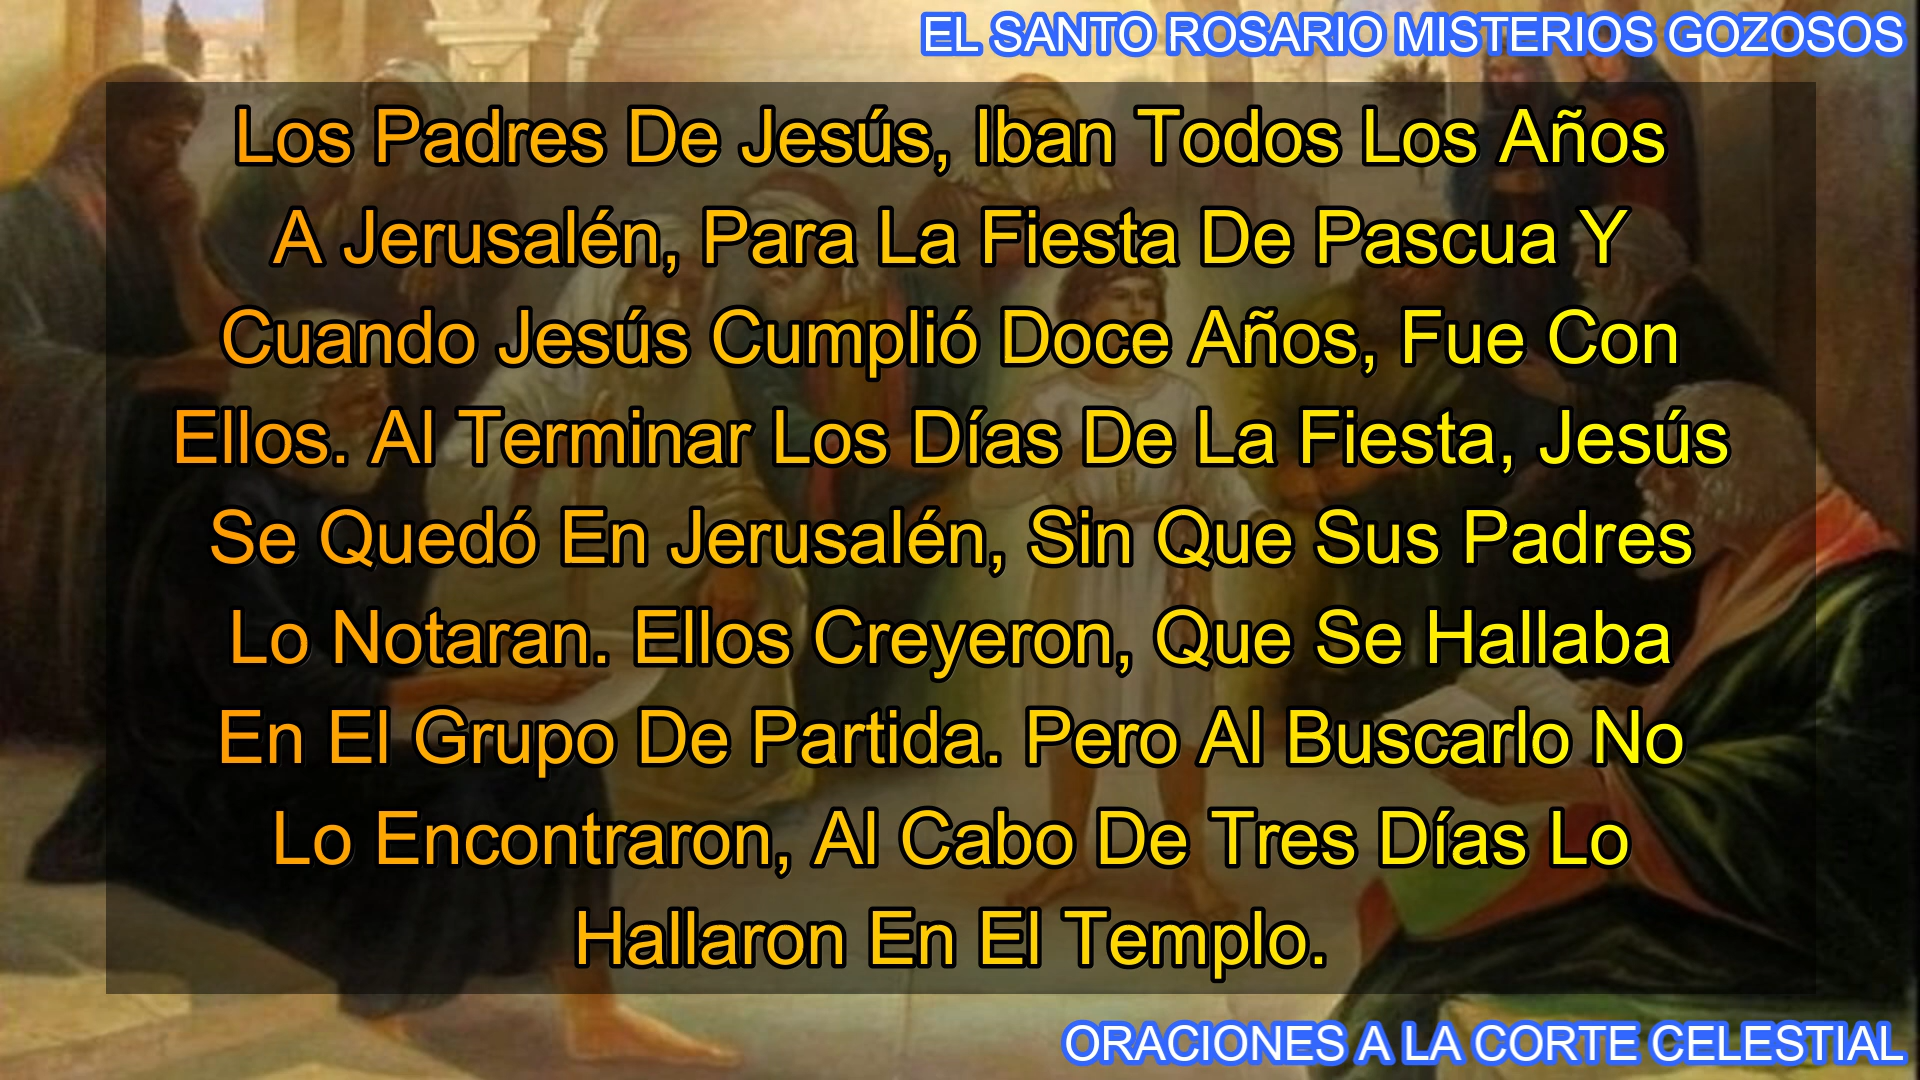 EL SANTO ROSARIO MISTERIOS GOZOSOS
Los Padres De Jesús, Iban Todos Los Años
A Jerusalén, Para La Fiesta De Pascua Y
Cuando Jesús Cumplió Doce Años, Fue Con
Ellos. Al Terminar Los Días De La Fiesta, Jesús
Se Quedó En Jerusalén, Sin Que Sus Padres
Lo Notaran. Ellos Creyeron, Que Se Hallaba
En El Grupo De Partida. Pero Al Buscarlo No
Lo Encontraron, Al Cabo De Tres Días Lo
Hallaron En El Templo.
ORACIONES A LA CORTE CELESTIAL